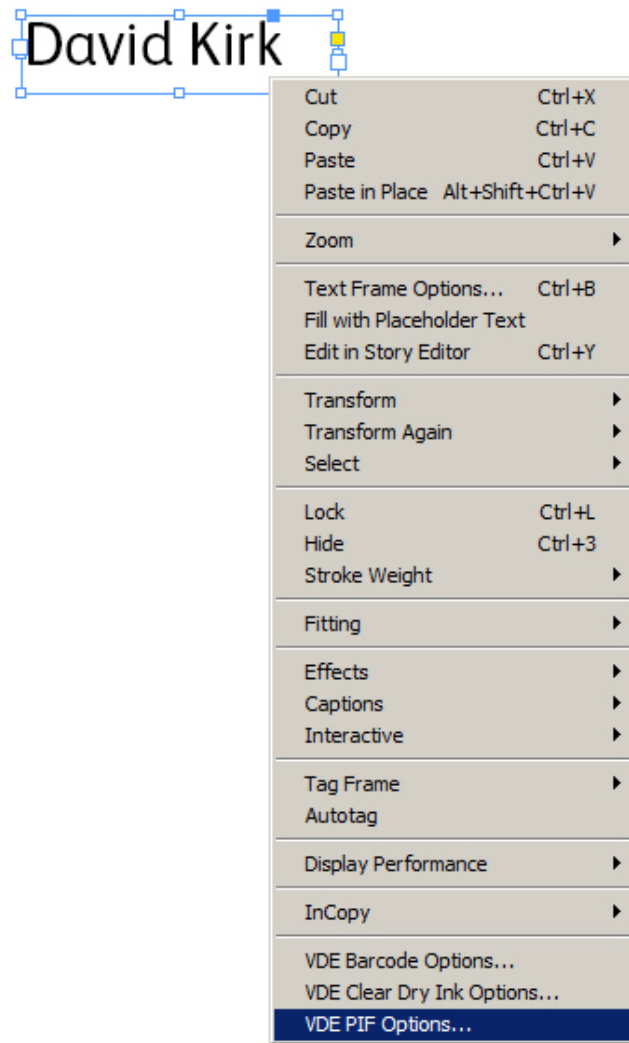 David Kirk
Cut Ctrl+X
Copy Ctrl+C
Paste Ctrl+V
Paste in Place Alt+Shift+Ctrl+V
Zoom
Text Frame Options... Ctrl+B
Fill with Placeholder Text
Edit in Story Editor Ctrl+Y
Transform
Transform Again
Select
Lock Ctrl+L
Hide Ctrl+3
Stroke Weight
Fitting
Effects
Captions
Interactive
Tag Frame
Autotag
Display Performance
InCopy
VDE Barcode Options...
VDE Clear Dry Ink Options...
VDE PIF Options...